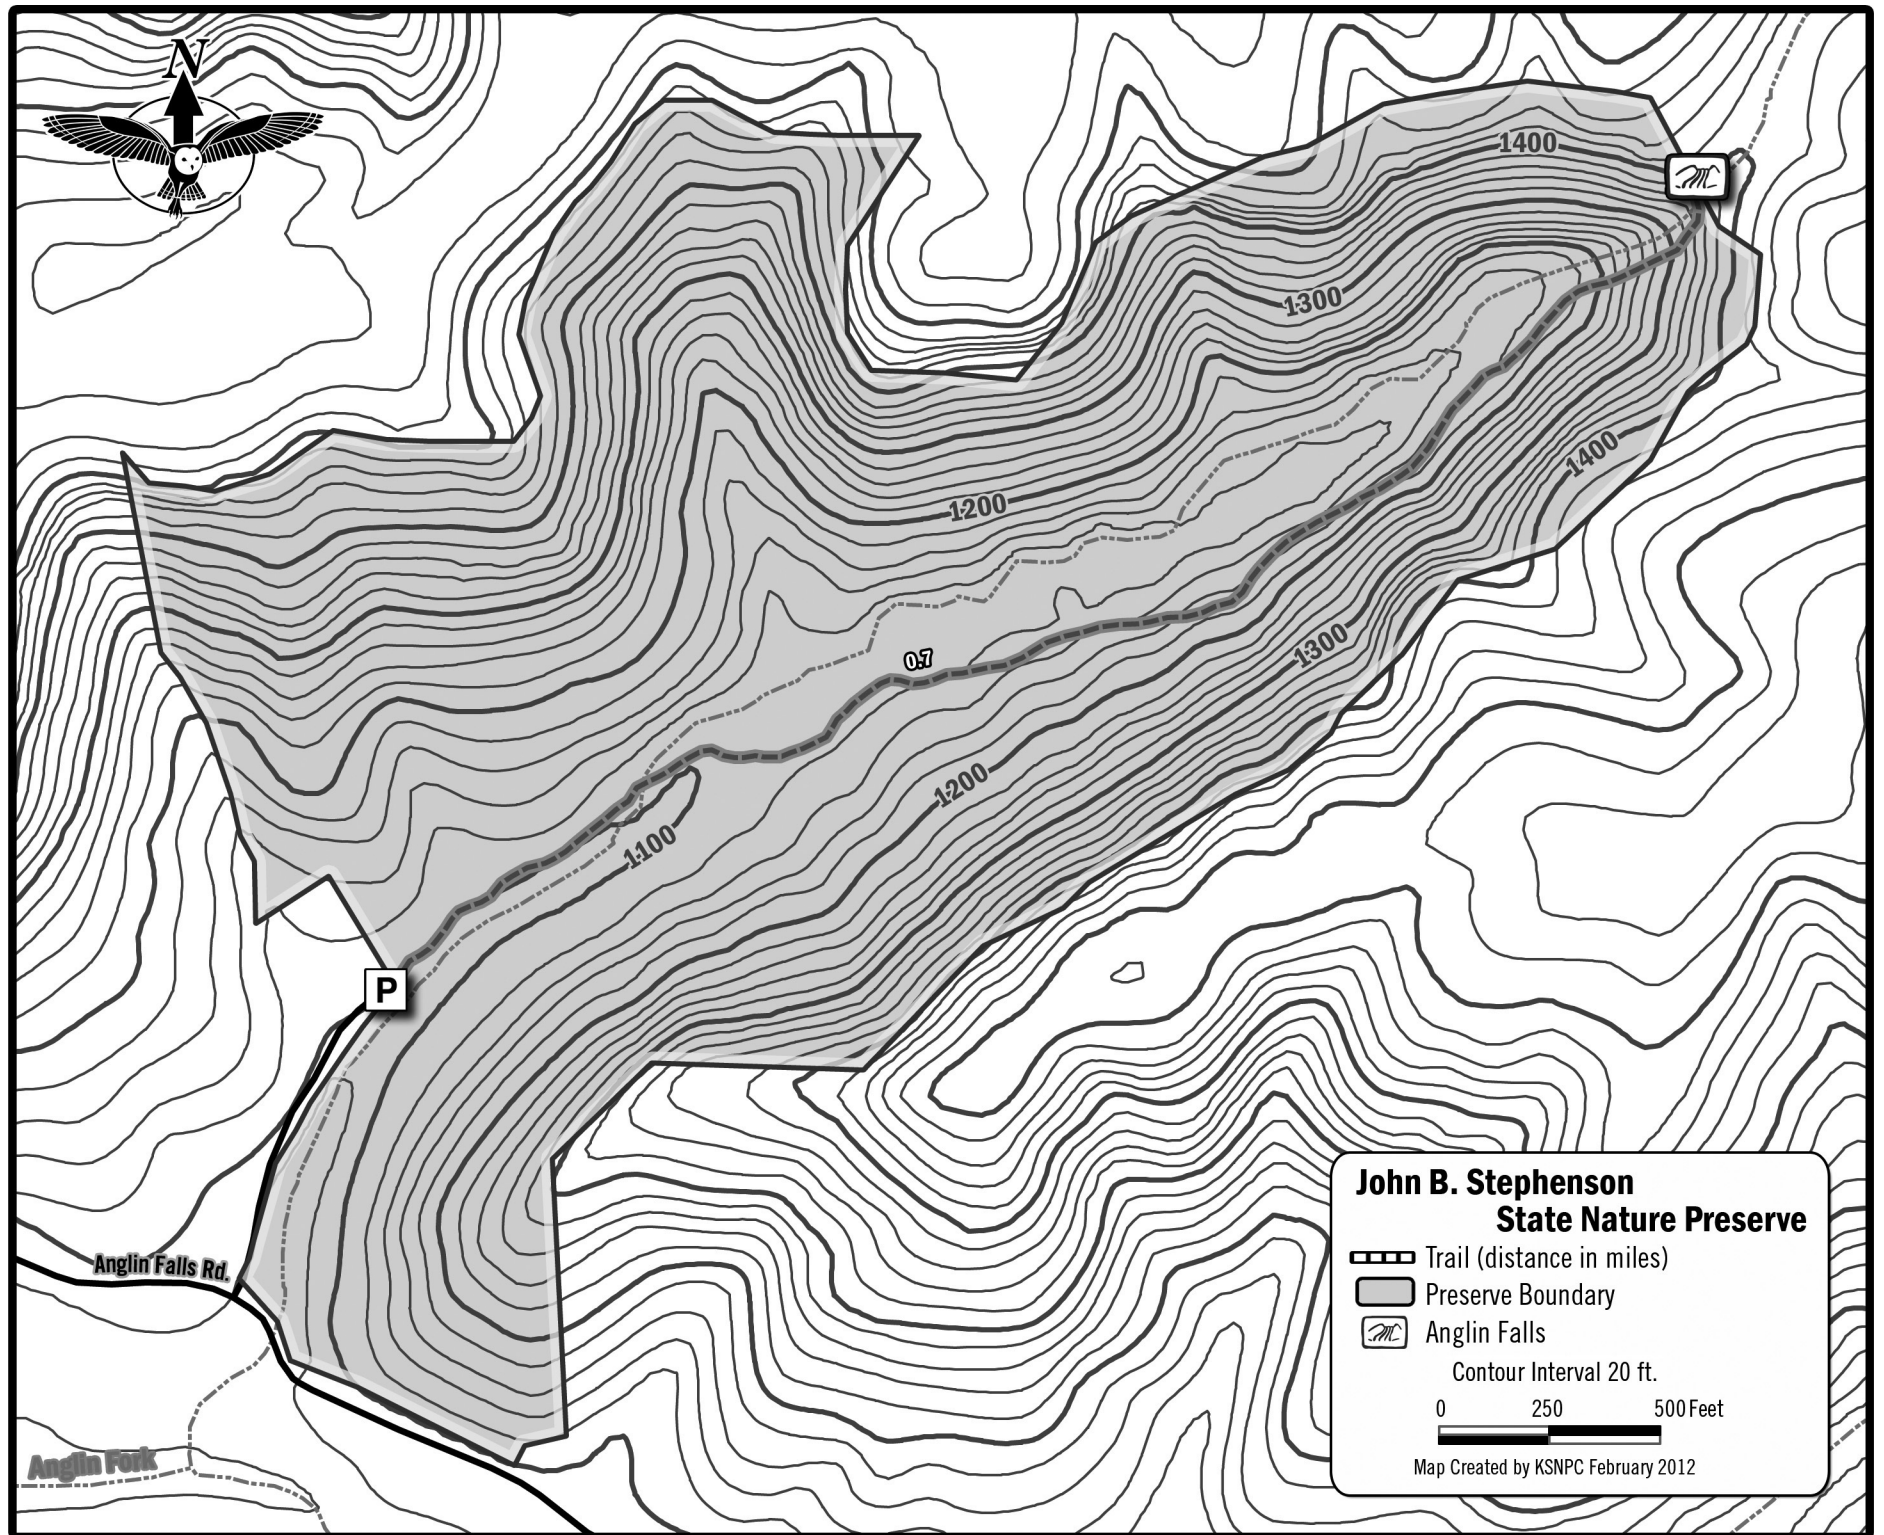 N
1400
1300
1400
1200
1300
0.7
1200
1100
P
Anglin Falls Rd.
Anglin Fork
John B. Stephenson
State Nature Preserve
Trail (distance in miles)
Preserve Boundary
Anglin Falls
Contour Interval 20 ft.
0 250 500 Feet
Map Created by KSNPC February 2012